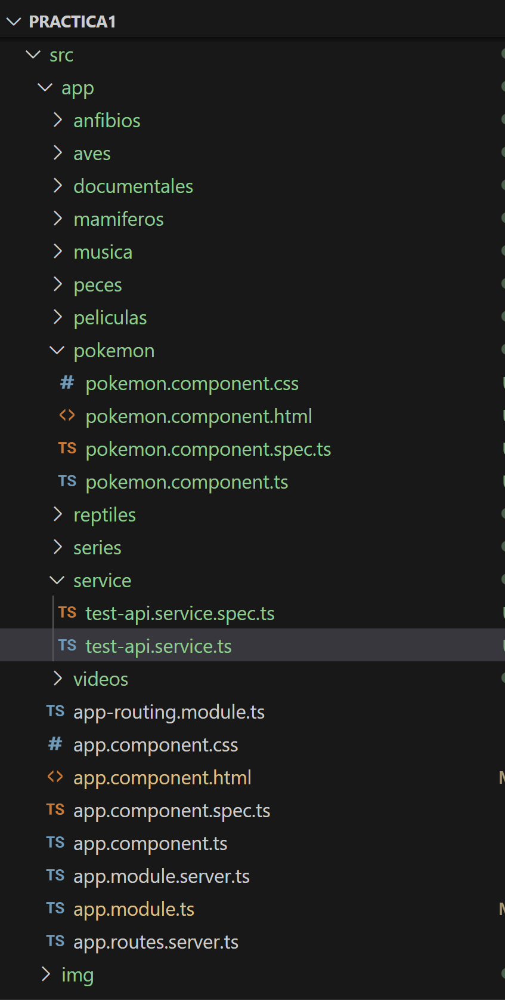 PRACTICA1
src
app
anfibios
aves
documentales
mamiferos
musica
peces
peliculas
pokemon
# pokemon.component.css
<> pokemon.component.html
TS pokemon.component.spec.ts
TS pokemon.component.ts
reptiles
series
service
TS test-api.service.spec.ts
TS test-api.service.ts
videos
TS app-routing.module.ts
# app.component.css
<> app.component.html
TS app.component.spec.ts
TS app.component.ts
TS app.module.server.ts
TS app.module.ts
TS app.routes.server.ts
img